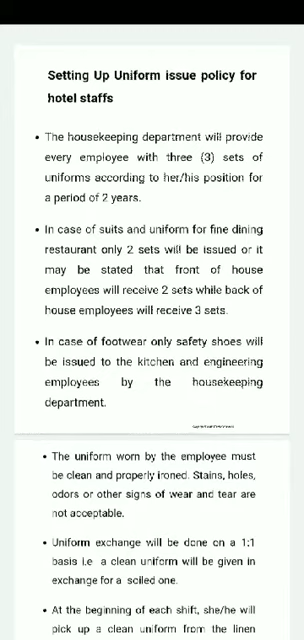 Setting Up Uniform issue policy for
hotel staffs
• The housekeeping department will provide
every employee with three (3) sets of
uniforms according to her/his position for
a period of 2 years.
• In case of suits and uniform for fine dining
restaurant only 2 sets will be issued or it
may be stated that front of house
employees will receive 2 sets while back of
house employees will receive 3 sets.
• In case of footwear only safety shoes will
be issued to the kitchen and engineering
employees by the housekeeping
department.
• The uniform worn by the employee must
be clean and properly ironed. Stains, holes,
odors or other signs of wear and tear are
not acceptable.
• Uniform exchange will be done on a 1:1
basis i.e a clean uniform will be given in
exchange for a soiled one.
• At the beginning of each shift, she/he will
pick up a clean uniform from the linen